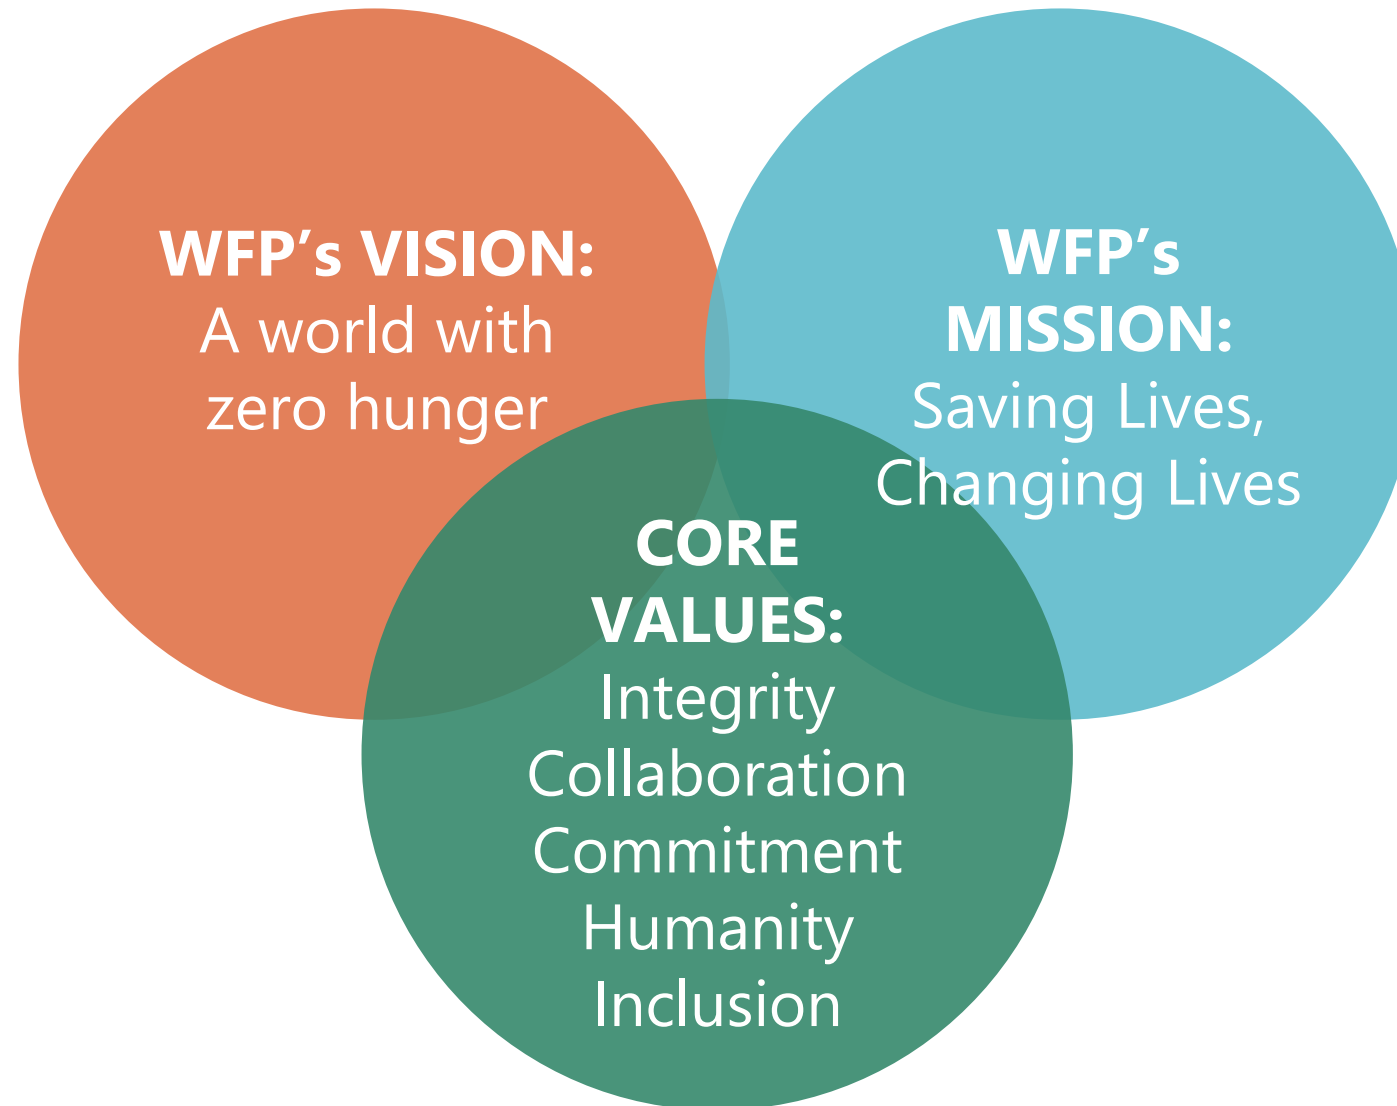 WFP’s VISION:
A world with
zero hunger
WFP’s
MISSION:
Saving Lives,
Changing Lives
CORE
VALUES:
Integrity
Collaboration
Commitment
Humanity
Inclusion